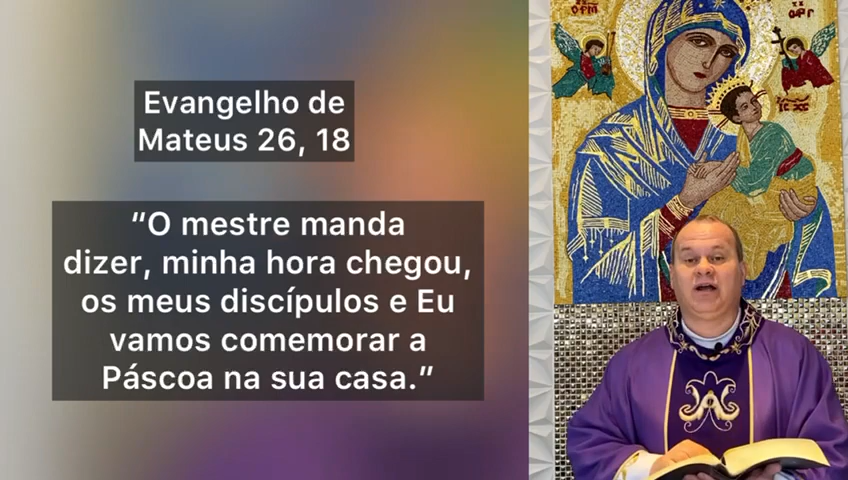 Evangelho de
Mateus 26, 18
“O mestre manda
dizer, minha hora chegou,
os meus discípulos e Eu
vamos comemorar a
Páscoa na sua casa.”